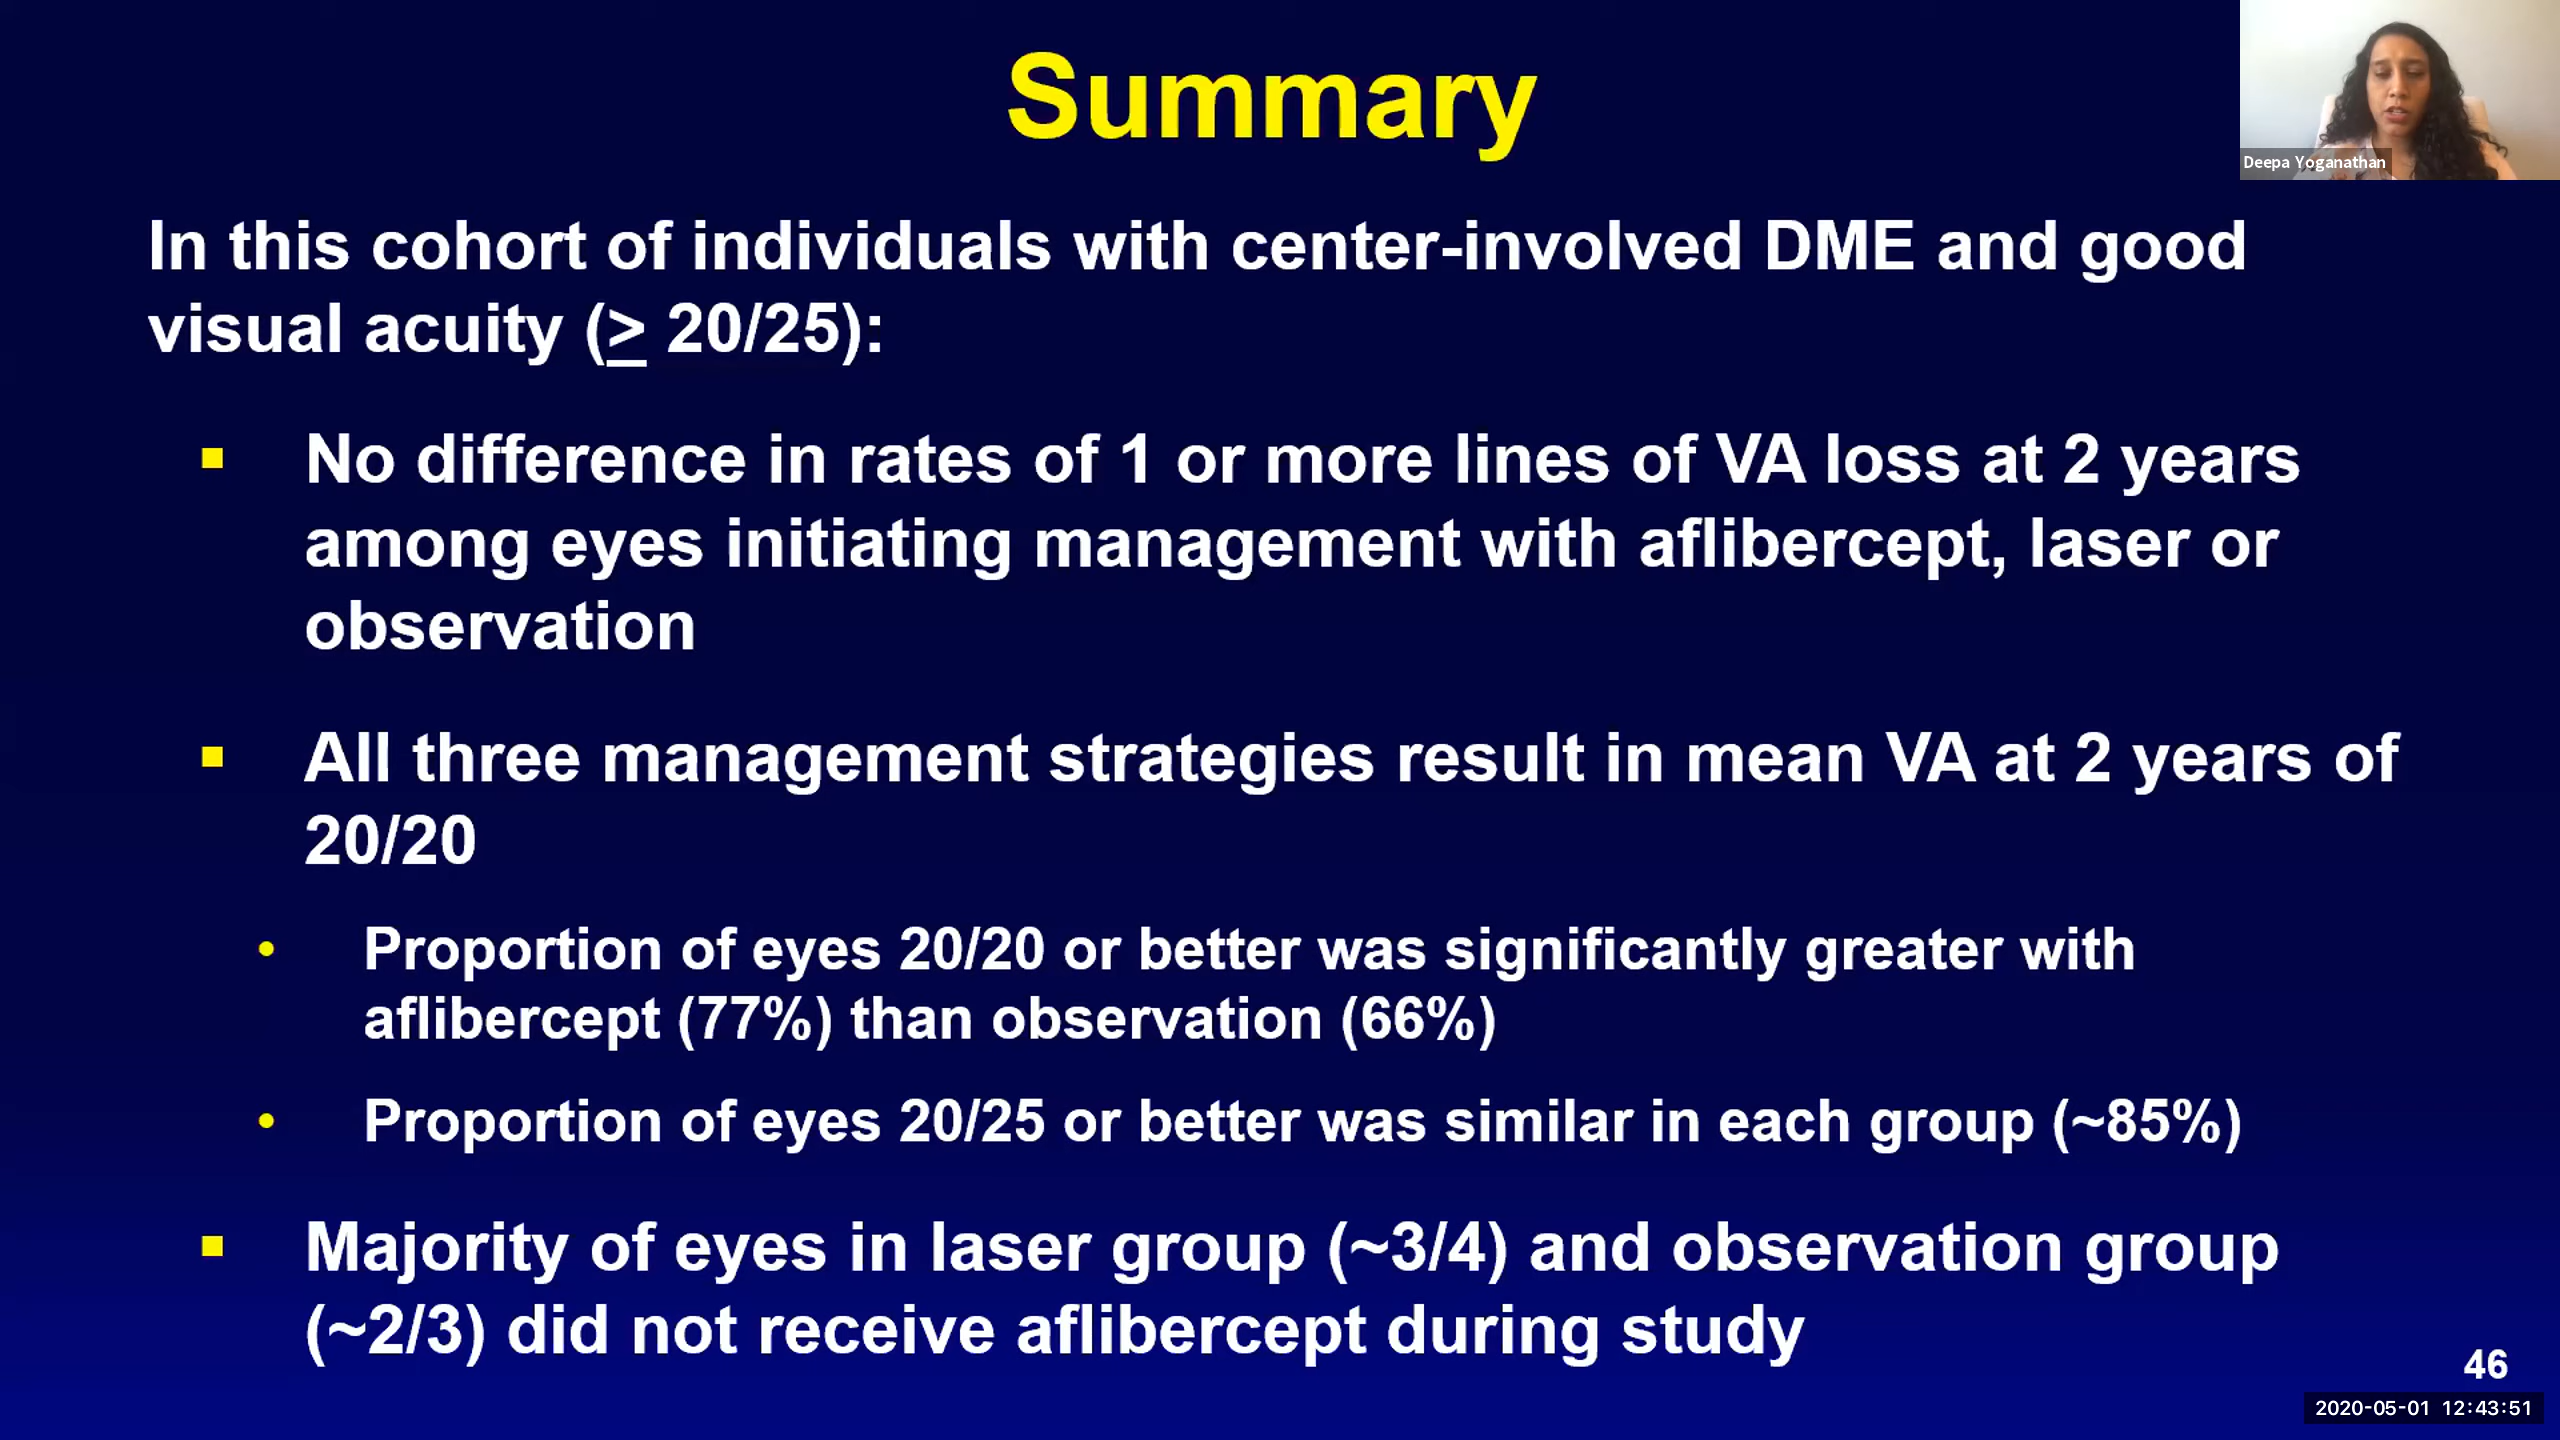 Summary
Deepa Yoganathan
In this cohort of individuals with center-involved DME and good
visual acuity (≥ 20/25):
▪ No difference in rates of 1 or more lines of VA loss at 2 years
among eyes initiating management with aflibercept, laser or
observation
▪ All three management strategies result in mean VA at 2 years of
20/20
• Proportion of eyes 20/20 or better was significantly greater with
aflibercept (77%) than observation (66%)
• Proportion of eyes 20/25 or better was similar in each group (~85%)
▪ Majority of eyes in laser group (~3/4) and observation group
(~2/3) did not receive aflibercept during study
46
2020-05-01 12:43:51